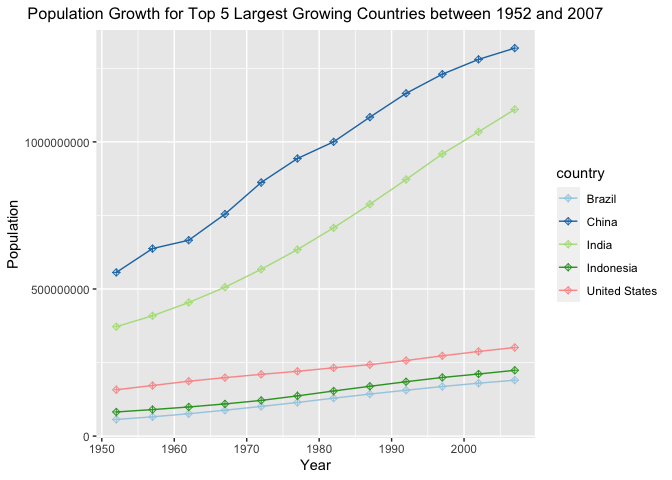 Population Growth for Top 5 Largest Growing Countries between 1952 and 2007
Population
1000000000
500000000
0
1950 1960 1970 1980 1990 2000
Year
country
Brazil
China
India
Indonesia
United States